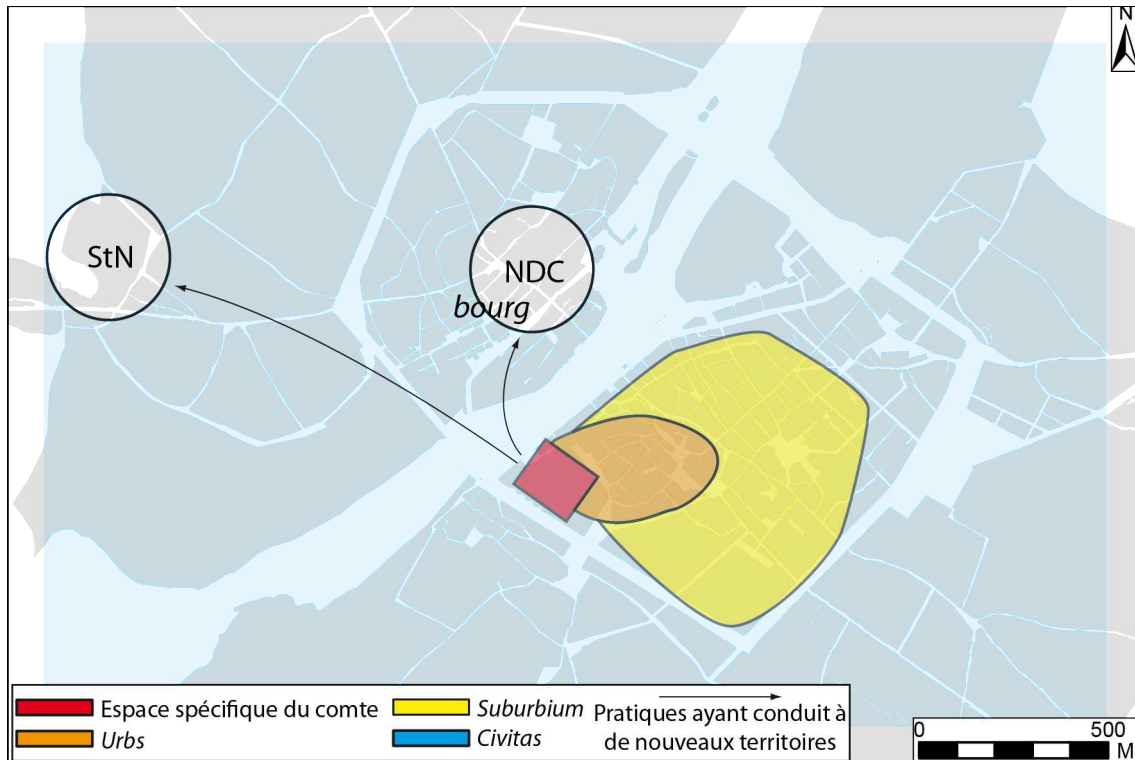 N
StN
NDC
bourg
Espace spécifique du comte
Urbs
Suburbium
Civitas
Pratiques ayant conduit à
de nouveaux territoires
0 500
M